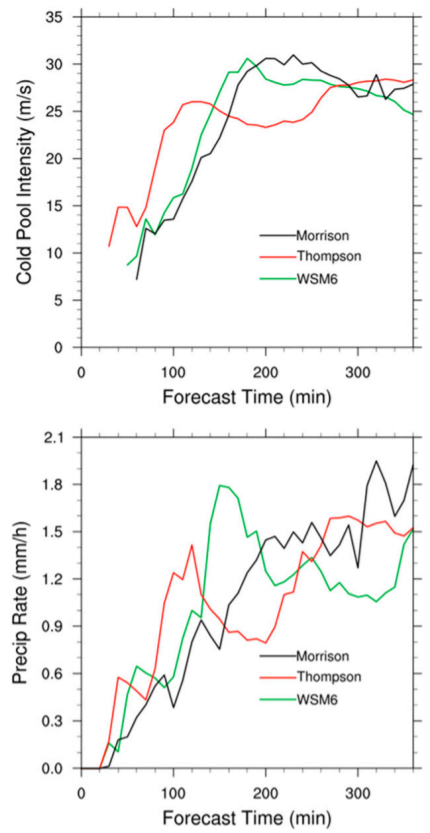 35
30
25
20
15
10
5
0
Cold Pool Intensity (m/s)
Morrison
Thompson
WSM6
0 100 200 300
Forecast Time (min)
2.1
1.8
1.5
1.2
0.9
0.6
0.3
0.0
Precip Rate (mm/h)
Morrison
Thompson
WSM6
0 100 200 300
Forecast Time (min)